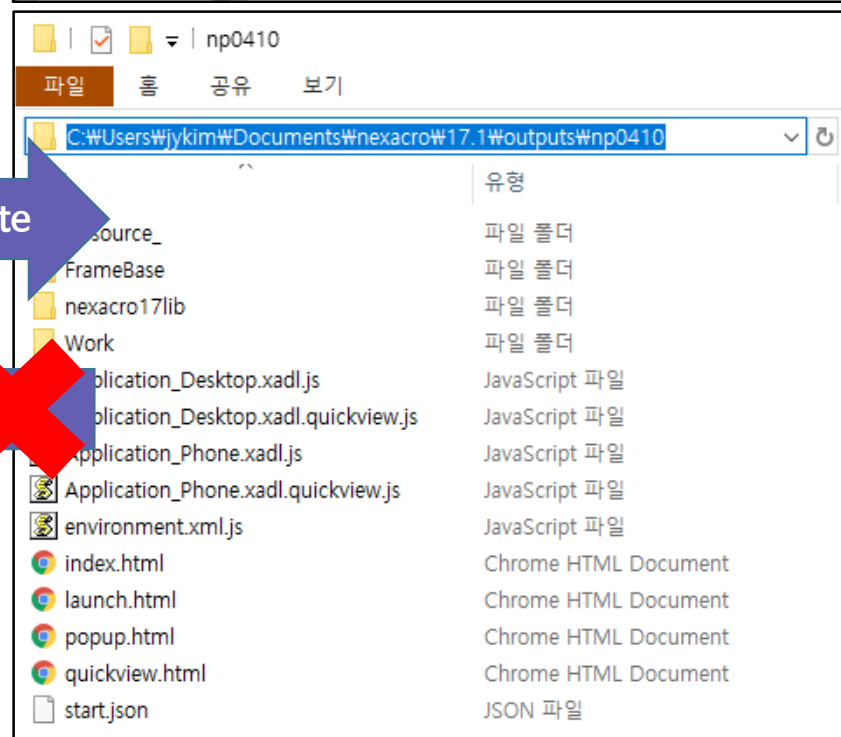 np0410
파일 홈 공유 보기
C:₩Users₩jykim₩Documents₩nexacro₩17.1₩outputs₩np0410
유형
te
source_ 파일 폴더
FrameBase 파일 폴더
nexacro17lib 파일 폴더
Work 파일 폴더
plication_Desktop.xadl.js JavaScript 파일
plication_Desktop.xadl.quickview.js JavaScript 파일
Application_Phone.xadl.js JavaScript 파일
Application_Phone.xadl.quickview.js JavaScript 파일
environment.xml.js JavaScript 파일
index.html Chrome HTML Document
launch.html Chrome HTML Document
popup.html Chrome HTML Document
quickview.html Chrome HTML Document
start.json JSON 파일